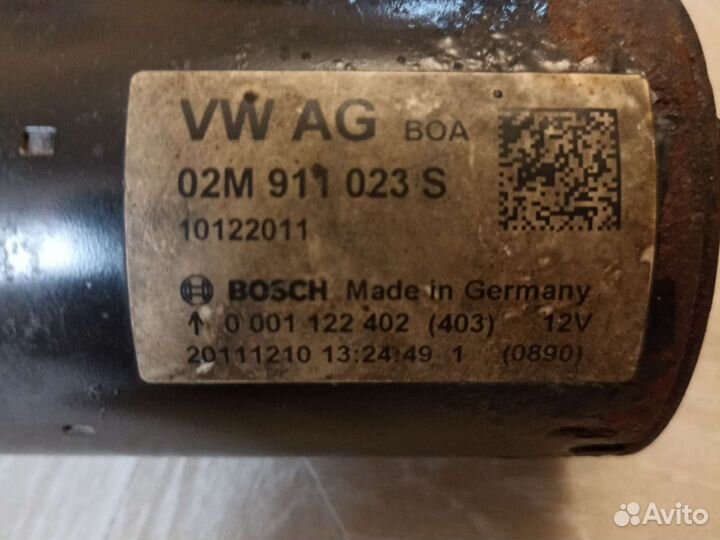 VW AG BOA
02M 911 023 S
10122011
BOSCH Made in Germany
↑ 0 001 122 402 (403) 12V
20111210 13:24:49 1 (0890)
Avito